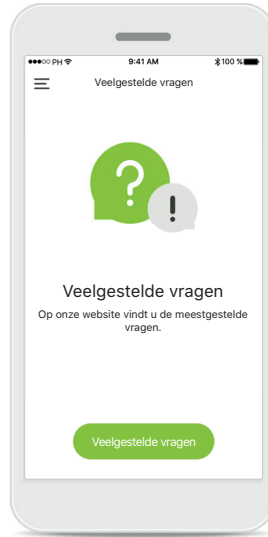 ●●●○○ PH 9:41 AM 100 %
Veelgestelde vragen
?
!
Veelgestelde vragen
Op onze website vindt u de meestgestelde
vragen.
Veelgestelde vragen